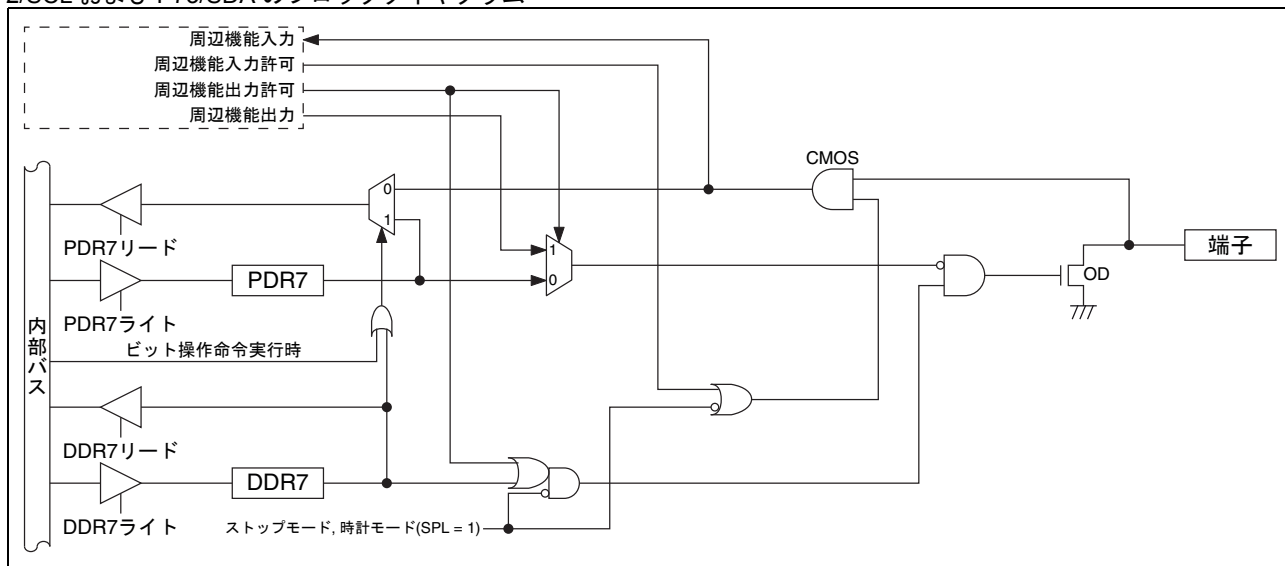 周辺機能入力
周辺機能入力許可
周辺機能出力許可
周辺機能出力
CMOS
0
1
PDR7リード
1
端子
PDR7
0
OD
PDR7ライト
内部バス
ビット操作命令実行時
DDR7リード
DDR7
DDR7ライト
ストップモード, 時計モード(SPL = 1)